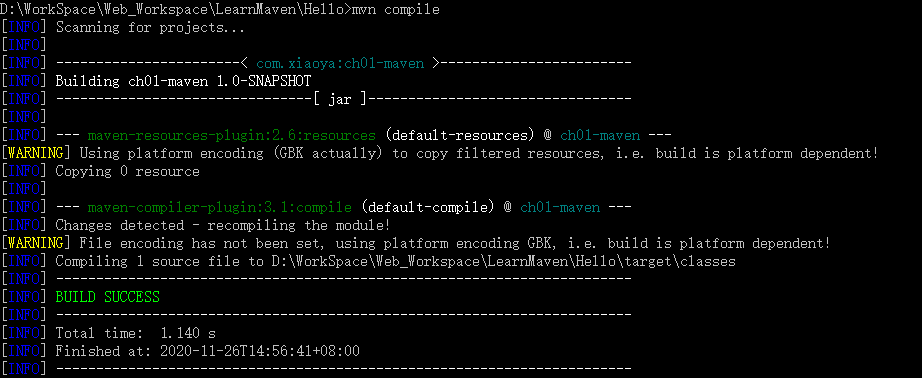 D:\WorkSpace\Web_Workspace\LearnMaven\Hello>mvn compile
[INFO] Scanning for projects...
[INFO]
[INFO] -----------------------< com.xiaoya:ch01-maven >------------------------
[INFO] Building ch01-maven 1.0-SNAPSHOT
[INFO] --------------------------------[ jar ]---------------------------------
[INFO]
[INFO] --- maven-resources-plugin:2.6:resources (default-resources) @ ch01-maven ---
[WARNING] Using platform encoding (GBK actually) to copy filtered resources, i.e. build is platform dependent!
[INFO] Copying 0 resource
[INFO]
[INFO] --- maven-compiler-plugin:3.1:compile (default-compile) @ ch01-maven ---
[INFO] Changes detected - recompiling the module!
[WARNING] File encoding has not been set, using platform encoding GBK, i.e. build is platform dependent!
[INFO] Compiling 1 source file to D:\WorkSpace\Web_Workspace\LearnMaven\Hello\target\classes
[INFO] ------------------------------------------------------------------------
[INFO] BUILD SUCCESS
[INFO] ------------------------------------------------------------------------
[INFO] Total time:  1.140 s
[INFO] Finished at: 2020-11-26T14:56:41+08:00
[INFO] ------------------------------------------------------------------------